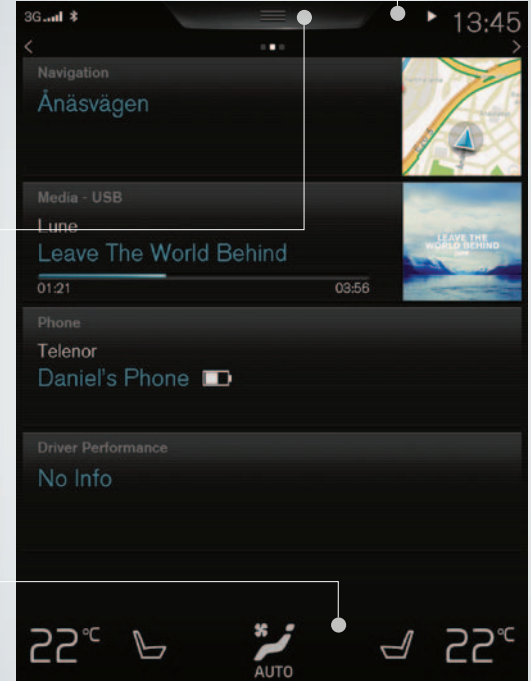 3G
13:45
Navigation
Ånäsvägen
Media - USB
Lune
Leave The World Behind
01:21
03:56
LEAVE THE
WORLD BEHIND
Phone
Telenor
Daniel's Phone
Driver Performance
No Info
22°C
AUTO
22°C